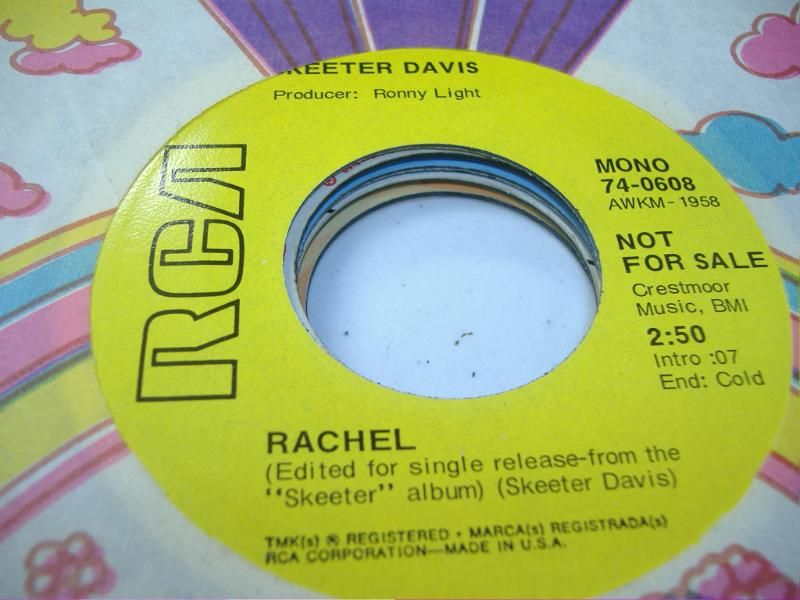 SKEETER DAVIS
Producer: Ronny Light
RCA
MONO
74-0608
AWKM-1958
NOT
FOR SALE
Crestmoor
Music, BMI
2:50
Intro :07
End: Cold
RACHEL
(Edited for single release-from the
"Skeeter" album) (Skeeter Davis)
TMK(s) ® REGISTERED • MARCA(s) REGISTRADA(s)
RCA CORPORATION—MADE IN U.S.A.